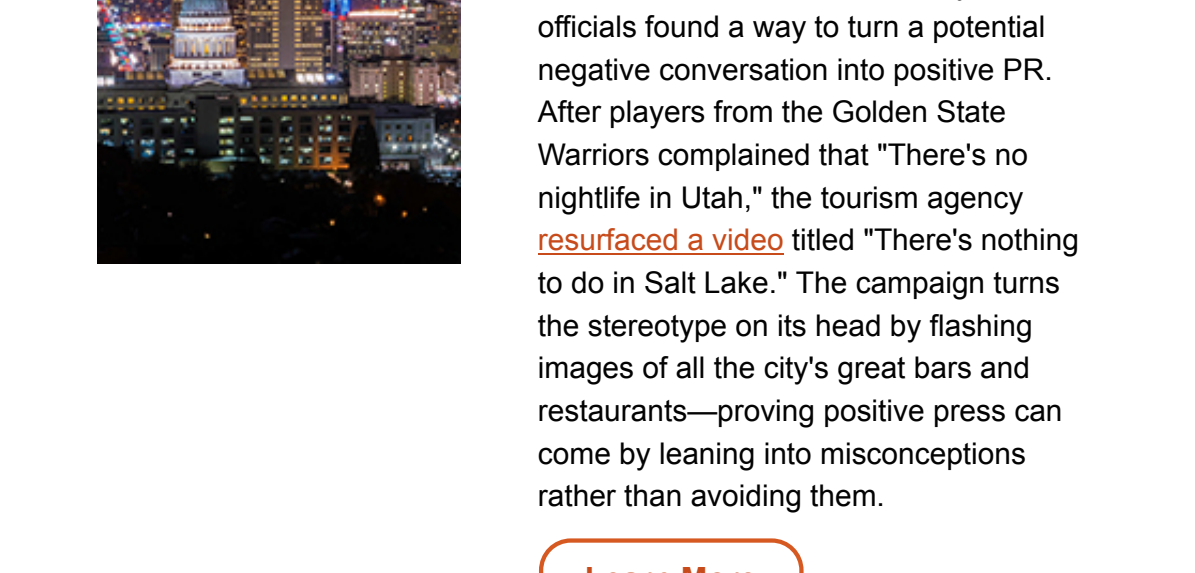 officials found a way to turn a potential
negative conversation into positive PR.
After players from the Golden State
Warriors complained that "There's no
nightlife in Utah," the tourism agency
resurfaced a video titled "There's nothing
to do in Salt Lake." The campaign turns
the stereotype on its head by flashing
images of all the city's great bars and
restaurants—proving positive press can
come by leaning into misconceptions
rather than avoiding them.
Learn More